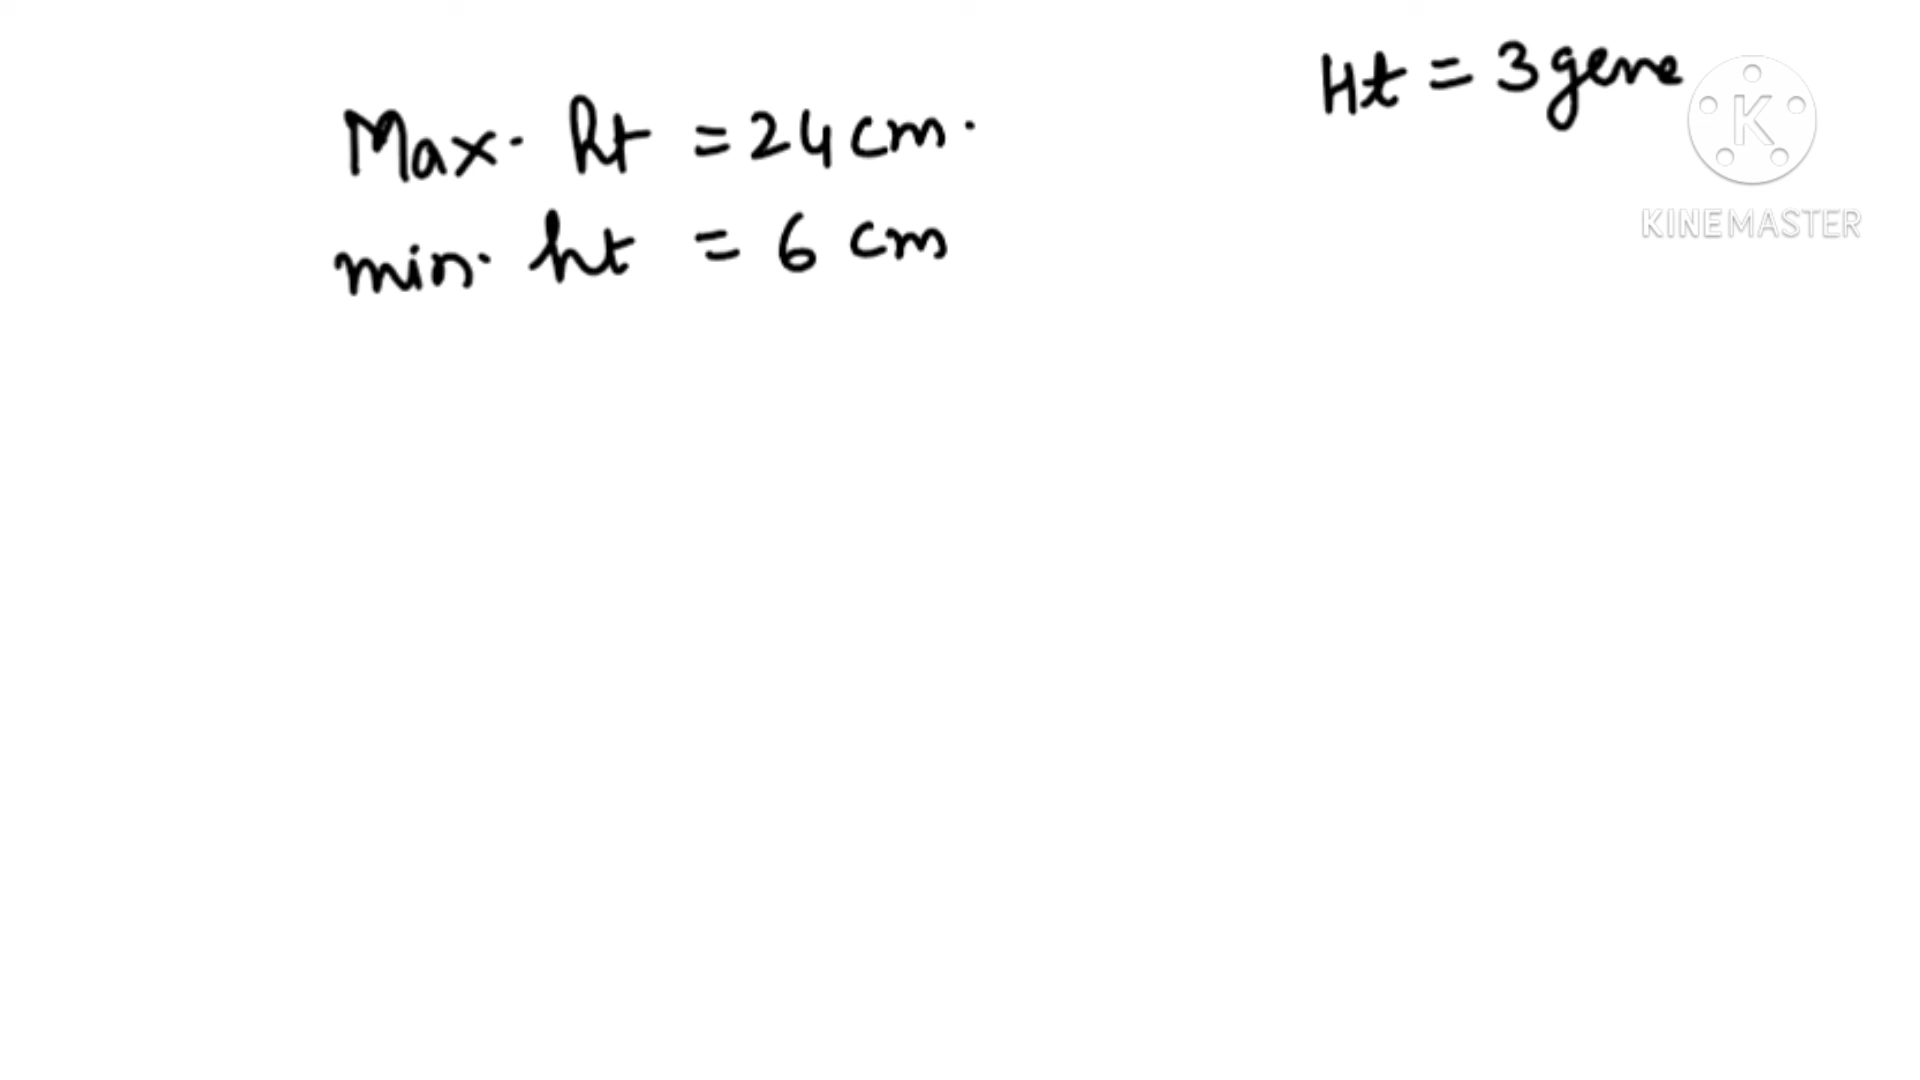 Ht = 3 gene
Max. ht = 24 cm.
min. ht = 6 cm
K
KINEMASTER